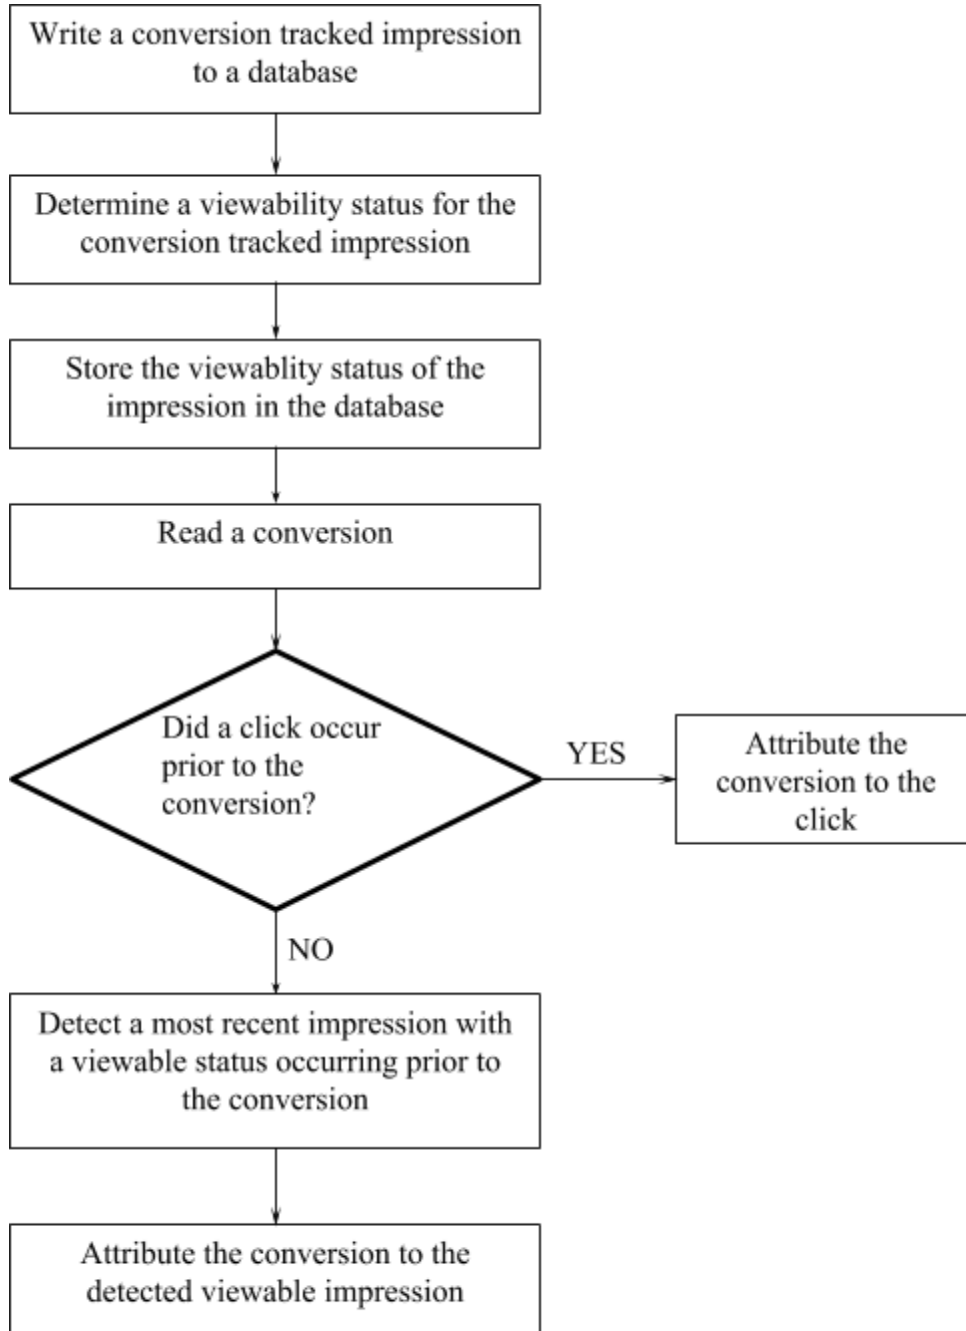 Write a conversion tracked impression
to a database
Determine a viewability status for the
conversion tracked impression
Store the viewablity status of the
impression in the database
Read a conversion
Did a click occur
prior to the
conversion?
YES
Attribute the
conversion to the
click
NO
Detect a most recent impression with
a viewable status occurring prior to
the conversion
Attribute the conversion to the
detected viewable impression